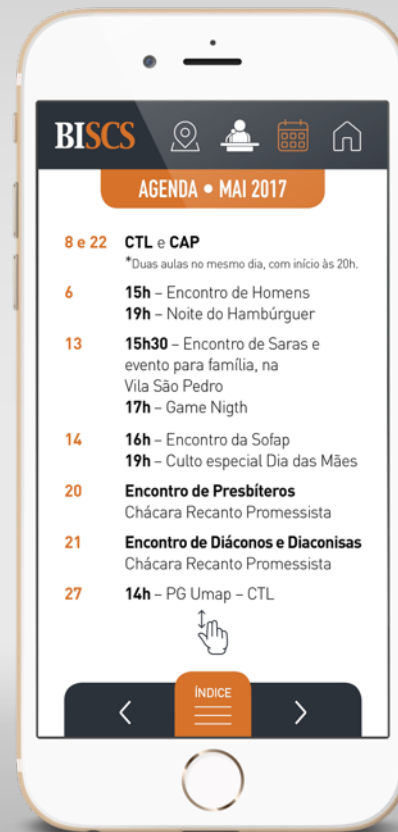 BISCS
AGENDA • MAI 2017
8 e 22 CTL e CAP
*Duas aulas no mesmo dia, com início às 20h.
6 15h – Encontro de Homens
19h – Noite do Hambúrguer
13 15h30 – Encontro de Saras e
evento para família, na
Vila São Pedro
17h – Game Nigth
14 16h – Encontro da Sofap
19h – Culto especial Dia das Mães
20 Encontro de Presbíteros
Chácara Recanto Promessista
21 Encontro de Diáconos e Diaconisas
Chácara Recanto Promessista
27 14h – PG Umap – CTL
ÍNDICE